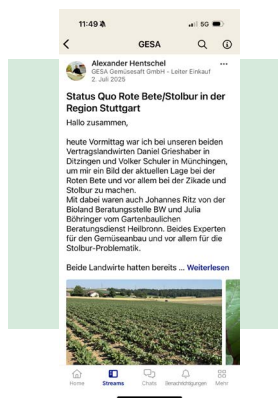 11:49
5G
GESA
Alexander Hentschel
GESA Gemüsesaft GmbH - Leiter Einkauf
2. Juli 2025
Status Quo Rote Bete/Stolbur in der
Region Stuttgart
Hallo zusammen,
heute Vormittag war ich bei unseren beiden
Vertragslandwirten Daniel Grieshaber in
Ditzingen und Volker Schuler in Münchingen,
um mir ein Bild der aktuellen Lage bei der
Roten Bete und vor allem bei der Zikade und
Stolbur zu machen.
Mit dabei waren auch Johannes Ritz von der
Bioland Beratungsstelle BW und Julia
Böhringer vom Gartenbaulichen
Beratungsdienst Heilbronn. Beides Experten
für den Gemüseanbau und vor allem für die
Stolbur-Problematik.
Beide Landwirte hatten bereits ... Weiterlesen
Home Streams Chats Benachrichtigungen Mehr